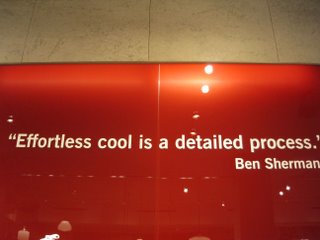 “Effortless cool is a detailed process.”
Ben Sherman